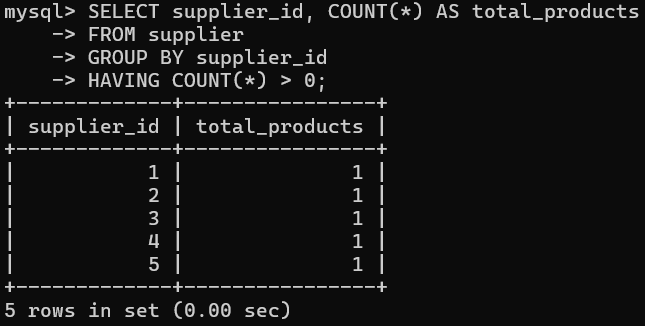 mysql> SELECT supplier_id, COUNT(*) AS total_products
    -> FROM supplier
    -> GROUP BY supplier_id
    -> HAVING COUNT(*) > 0;
+-------------+----------------+
| supplier_id | total_products |
+-------------+----------------+
|           1 |              1 |
|           2 |              1 |
|           3 |              1 |
|           4 |              1 |
|           5 |              1 |
+-------------+----------------+
5 rows in set (0.00 sec)